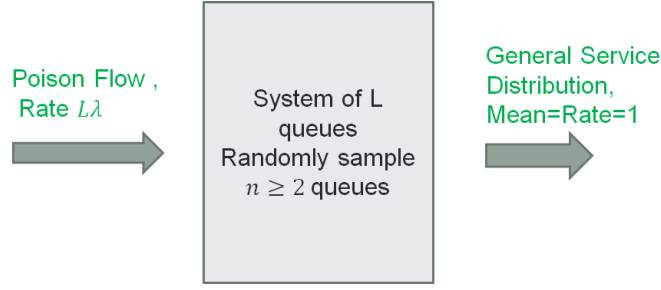 Poison Flow ,
Rate Lλ
System of L
queues
Randomly sample
n ≥ 2 queues
General Service
Distribution,
Mean=Rate=1